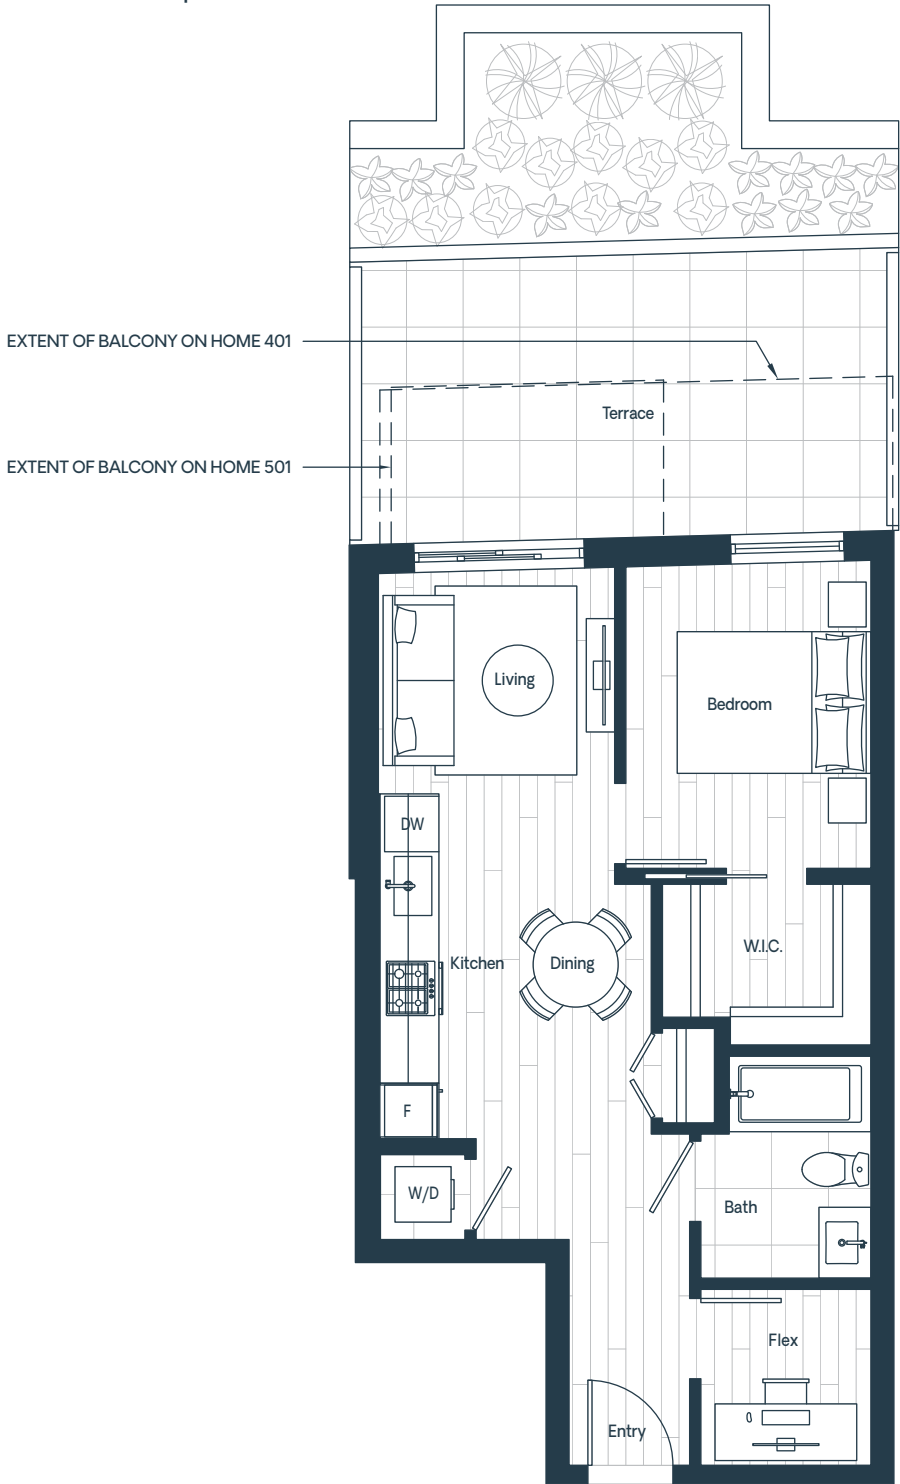 EXTENT OF BALCONY ON HOME 401
Terrace
EXTENT OF BALCONY ON HOME 501
Living
Bedroom
DW
W.I.C.
Kitchen
Dining
F
W/D
Bath
Flex
Entry